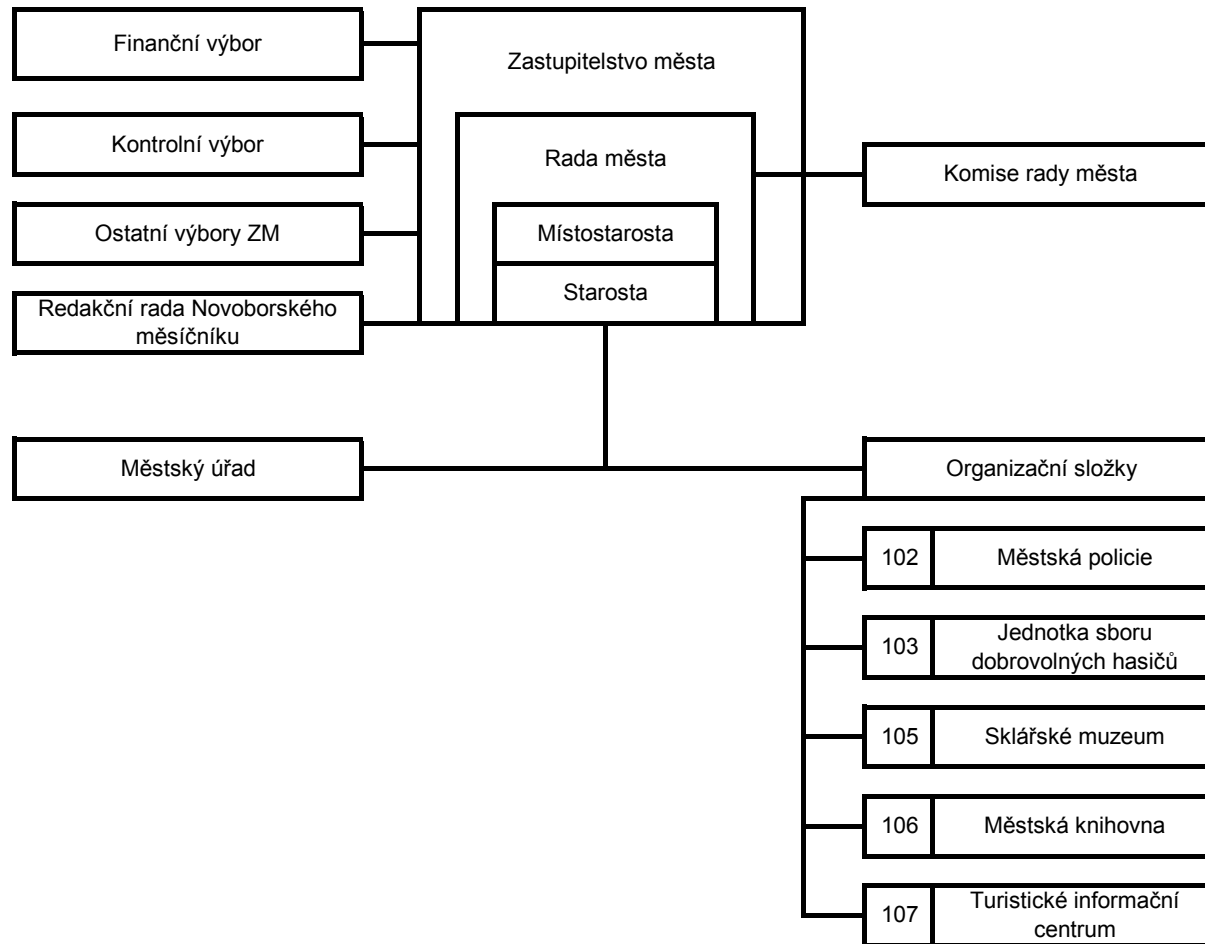 Finanční výbor
Zastupitelstvo města
Kontrolní výbor
Rada města
Komise rady města
Ostatní výbory ZM
Místostarosta
Starosta
Redakční rada Novoborského
měsíčníku
Městský úřad
Organizační složky
102 Městská policie
103 Jednotka sboru
dobrovolných hasičů
105 Sklářské muzeum
106 Městská knihovna
107 Turistické informační
centrum